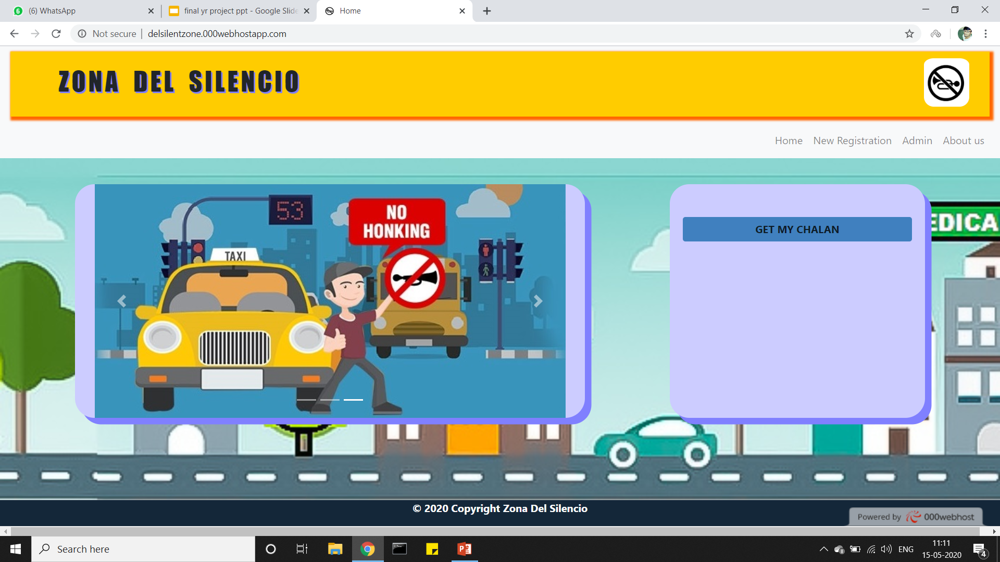 (6) WhatsApp
final yr project ppt - Google Slide
Home
Not secure
delsilentzone.000webhostapp.com
ZONA DEL SILENCIO
Home New Registration Admin About us
53
NO
HONKING
TAXI
GET MY CHALAN
EDICA
© 2020 Copyright Zona Del Silencio
Powered by 000webhost
Search here
ENG
11:11
15-05-2020
4